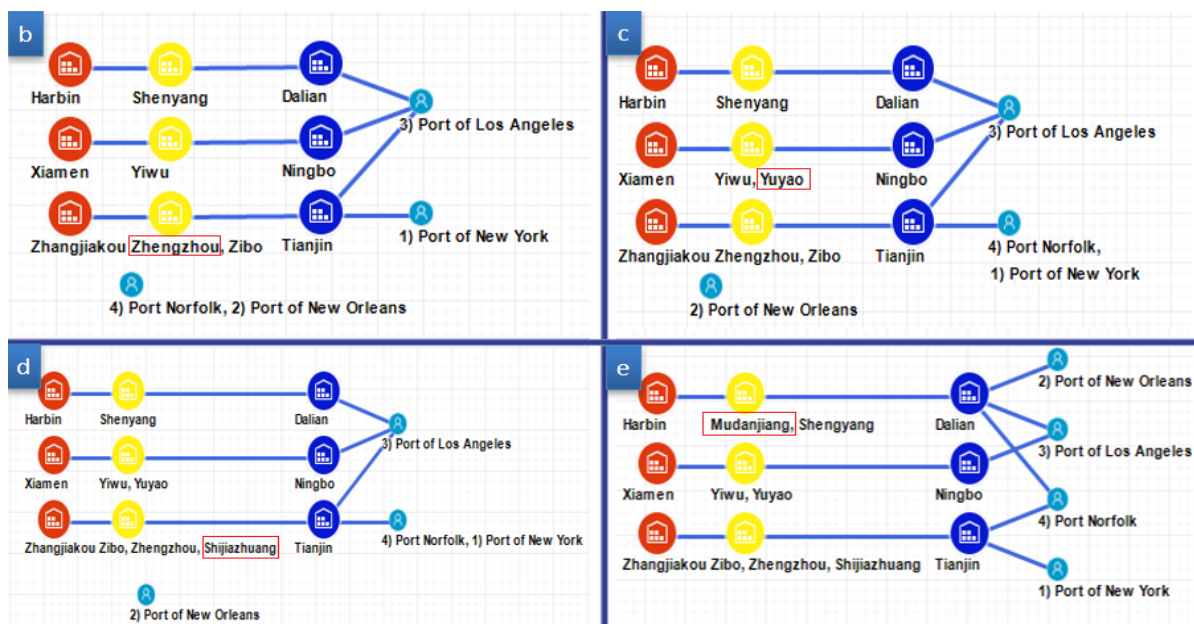 b
Harbin Shenyang Dalian
3) Port of Los Angeles
Xiamen Yiwu Ningbo
Zhangjiakou Zhengzhou, Zibo Tianjin
1) Port of New York
4) Port Norfolk, 2) Port of New Orleans
c
Harbin Shenyang Dalian
3) Port of Los Angeles
Xiamen Yiwu, Yuyao Ningbo
Zhangjiakou Zhengzhou, Zibo Tianjin
4) Port Norfolk,
1) Port of New York
2) Port of New Orleans
d
Harbin Shenyang Dalian
3) Port of Los Angeles
Xiamen Yiwu, Yuyao Ningbo
Zhangjiakou Zibo, Zhengzhou, Shijiazhuang Tianjin
4) Port Norfolk, 1) Port of New York
2) Port of New Orleans
e
2) Port of New Orleans
Harbin Mudanjiang, Shengyang Dalian
3) Port of Los Angeles
Xiamen Yiwu, Yuyao Ningbo
4) Port Norfolk
Zhangjiakou Zibo, Zhengzhou, Shijiazhuang Tianjin
1) Port of New York